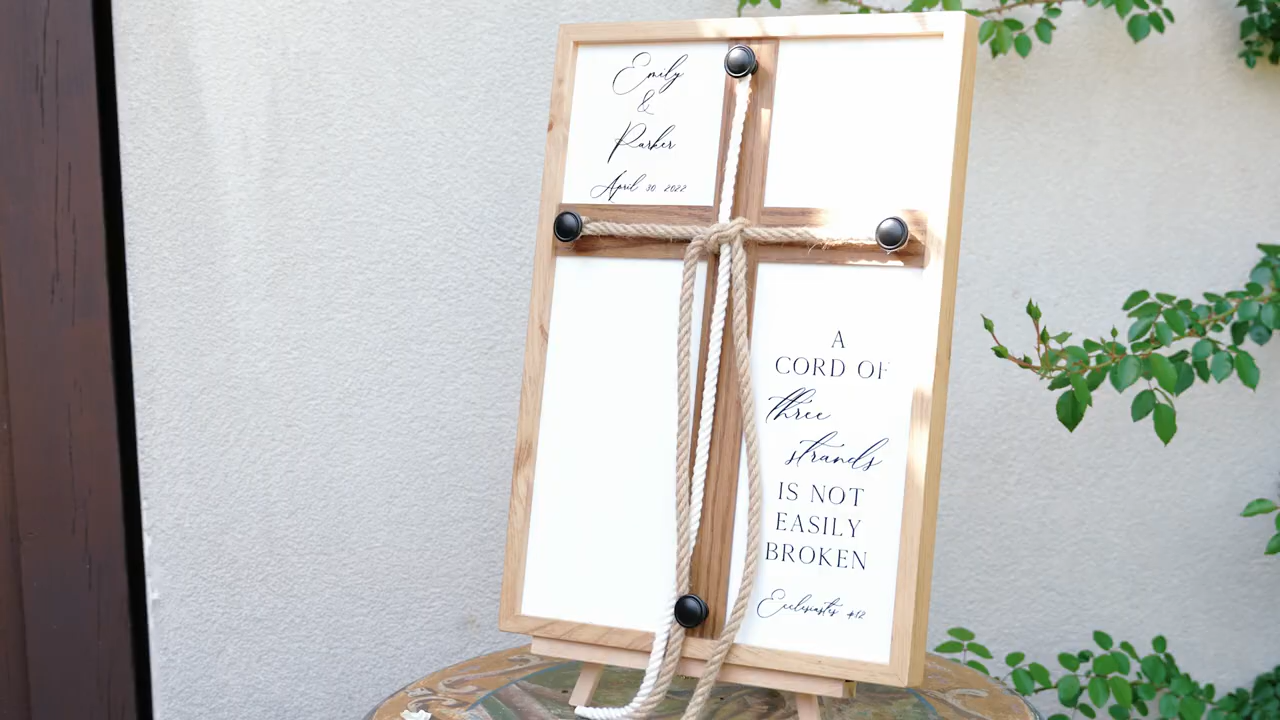 Emily
&
Parker
April 30 2022
A
CORD OF
three
strands
IS NOT
EASILY
BROKEN
Ecclesiastes 4:12